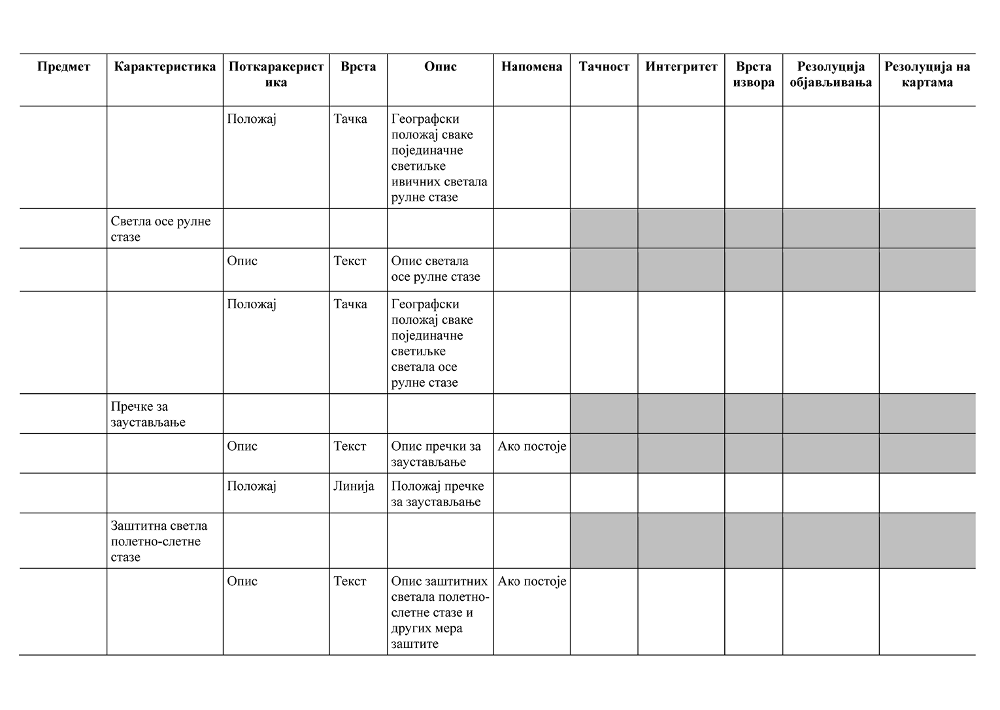 Предмет Карактеристика Поткаракерист Врста Опис Напомена Тачност Интегритет Врста Резолуција Резолуција на
ика извора објављивања картама
Положај Тачка Географски
положај сваке
појединачне
светиљке
ивичних светала
рулне стазе
Светла осе рулне
стазе
Опис Текст Опис светала
осе рулне стазе
Положај Тачка Географски
положај сваке
појединачне
светиљке
светала осе
рулне стазе
Пречке за
заустављање
Опис Текст Опис пречки за Ако постоје
заустављање
Положај Линија Положај пречке
за заустављање
Заштитна светла
полетно-слетне
стазе
Опис Текст Опис заштитних Ако постоје
светала полетно-
слетне стазе и
других мера
заштите